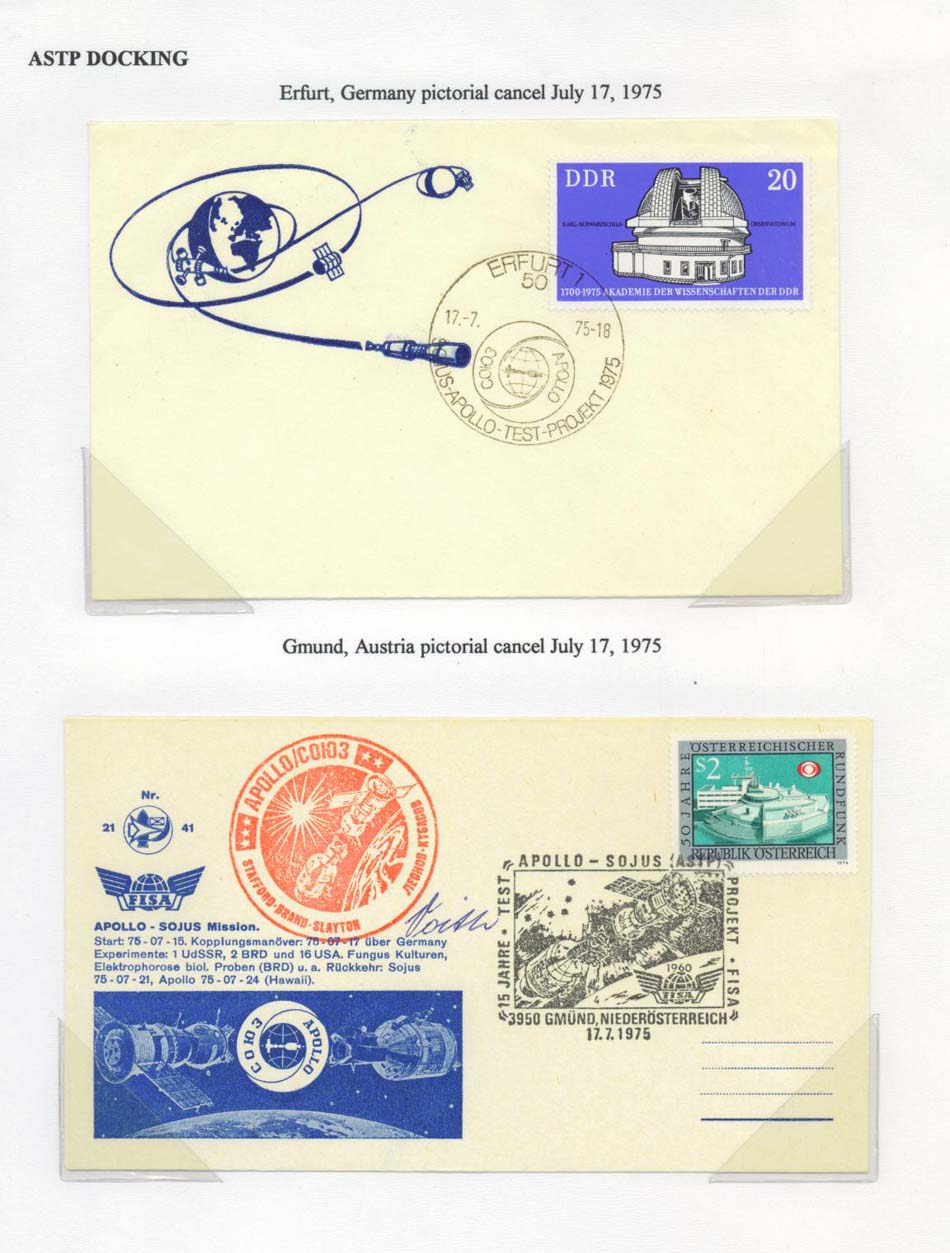 ASTP DOCKING
Erfurt, Germany pictorial cancel July 17, 1975
DDR 20
KARL-SCHWARZSCHILD- OBSERVATORIUM
1700-1975 AKADEMIE DER WISSENSCHAFTEN DER DDR
ERFURT 1
50
17.-7. 75-18
СОЮЗ APOLLO
SOJUS-APOLLO-TEST-PROJEKT 1975
Gmund, Austria pictorial cancel July 17, 1975
50 JAHRE ÖSTERREICHISCHER RUNDFUNK
S2
REPUBLIK ÖSTERREICH
1974
APOLLO/СОЮЗ
STAFFORD-BRAND-SLAYTON
Nr.
21 41
FISA
APOLLO - SOJUS Mission.
Start: 75-07-15. Kopplungsmanöver: 75-07-17 über Germany
Experimente: 1 UdSSR, 2 BRD und 16 USA. Fungus Kulturen,
Elektrophorose biol. Proben (BRD) u. a. Rückkehr: Sojus
75-07-21, Apollo 75-07-24 (Hawaii).
СОЮЗ APOLLO
15 JAHRE · TEST
APOLLO - SOJUS (ASTP)
PROJEKT · FISA
1960
FISA
3950 GMÜND, NIEDERÖSTERREICH
17.7.1975